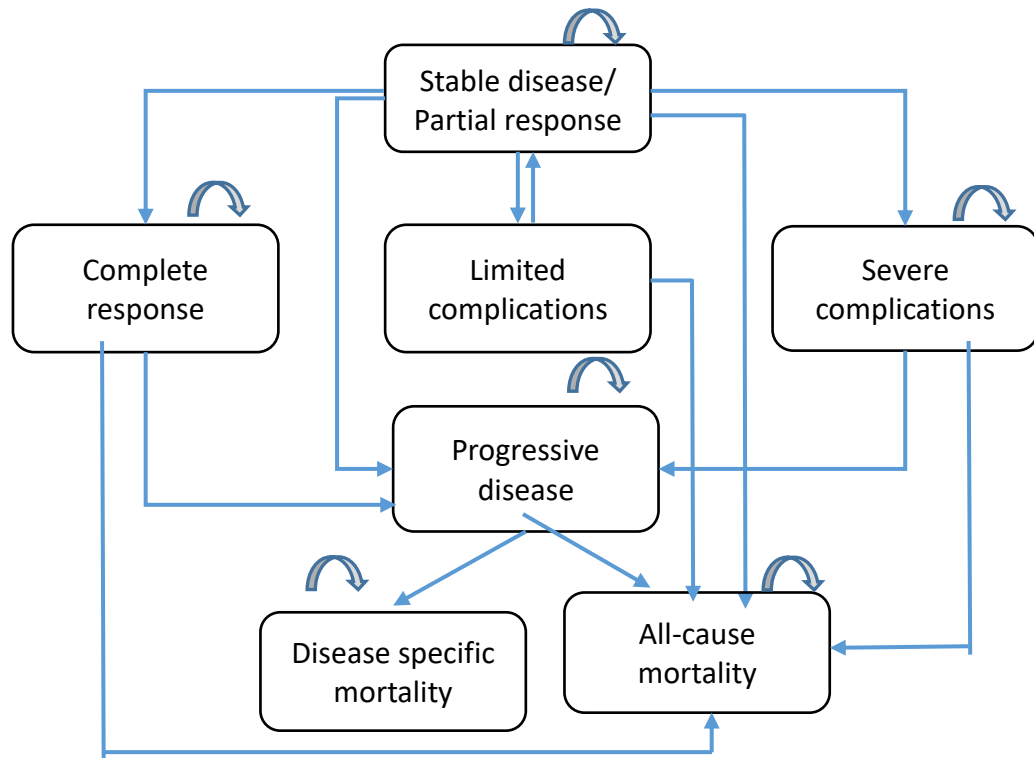 Stable disease/
Partial response
Complete
response
Limited
complications
Severe
complications
Progressive
disease
Disease specific
mortality
All-cause
mortality